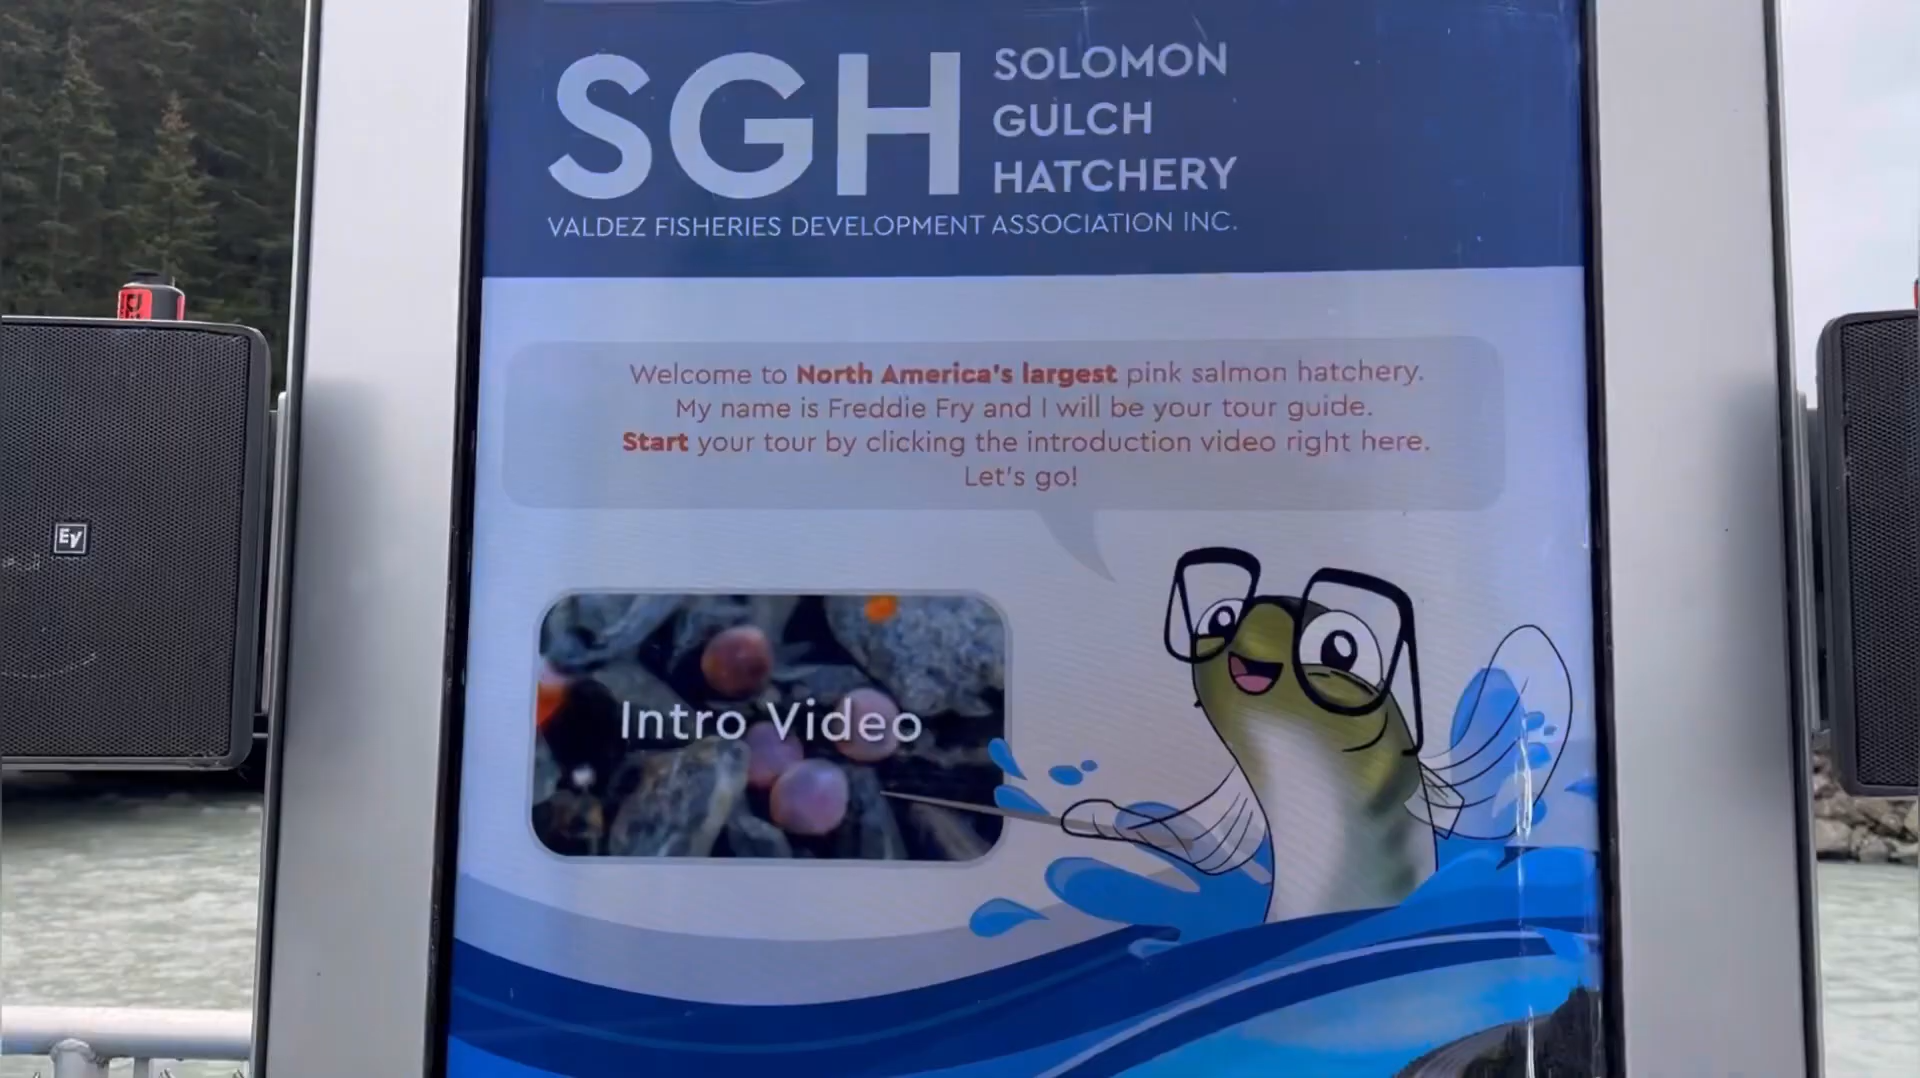 SGH
SOLOMON
GULCH
HATCHERY
VALDEZ FISHERIES DEVELOPMENT ASSOCIATION INC.
Welcome to North America's largest pink salmon hatchery.
My name is Freddie Fry and I will be your tour guide.
Start your tour by clicking the introduction video right here.
Let's go!
Intro Video
EV